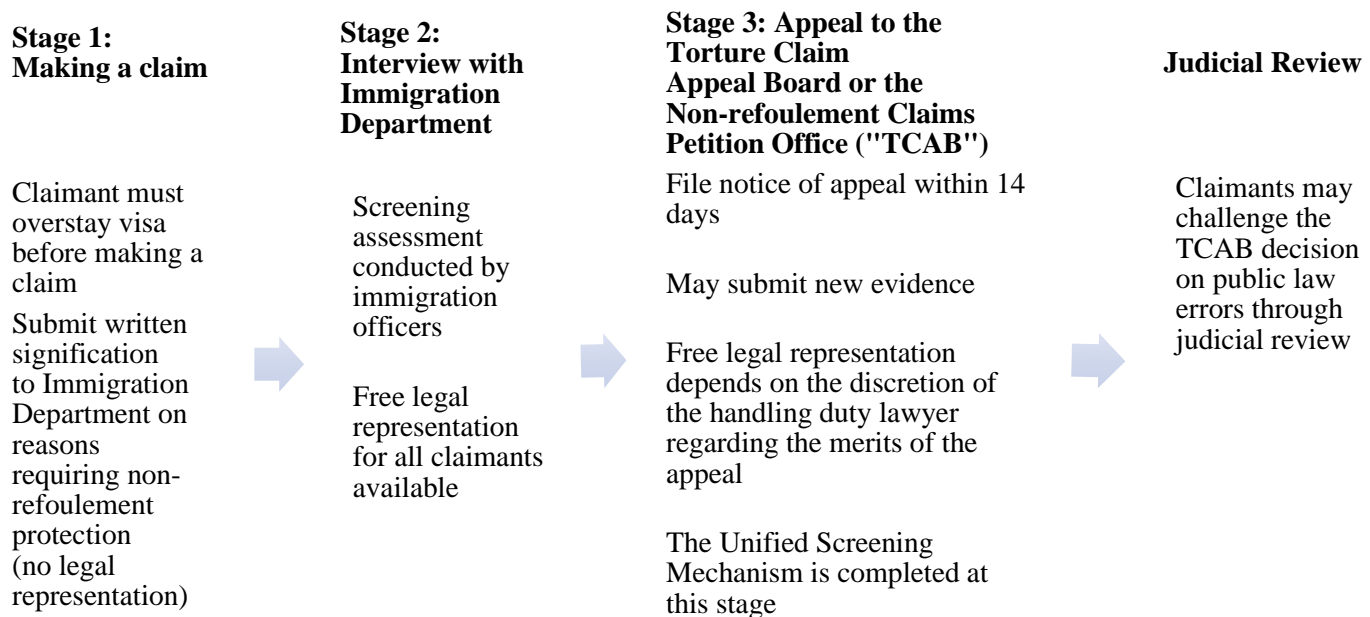 Stage 1:
Making a claim
Claimant must
overstay visa
before making a
claim
Submit written
signification
to Immigration
Department on
reasons
requiring non-
refoulement
protection
(no legal
representation)
Stage 2:
Interview with
Immigration
Department
Screening
assessment
conducted by
immigration
officers
Free legal
representation
for all claimants
available
Stage 3: Appeal to the
Torture Claim
Appeal Board or the
Non-refoulement Claims
Petition Office ("TCAB")
File notice of appeal within 14
days
May submit new evidence
Free legal representation
depends on the discretion of
the handling duty lawyer
regarding the merits of the
appeal
The Unified Screening
Mechanism is completed at
this stage
Judicial Review
Claimants may
challenge the
TCAB decision
on public law
errors through
judicial review